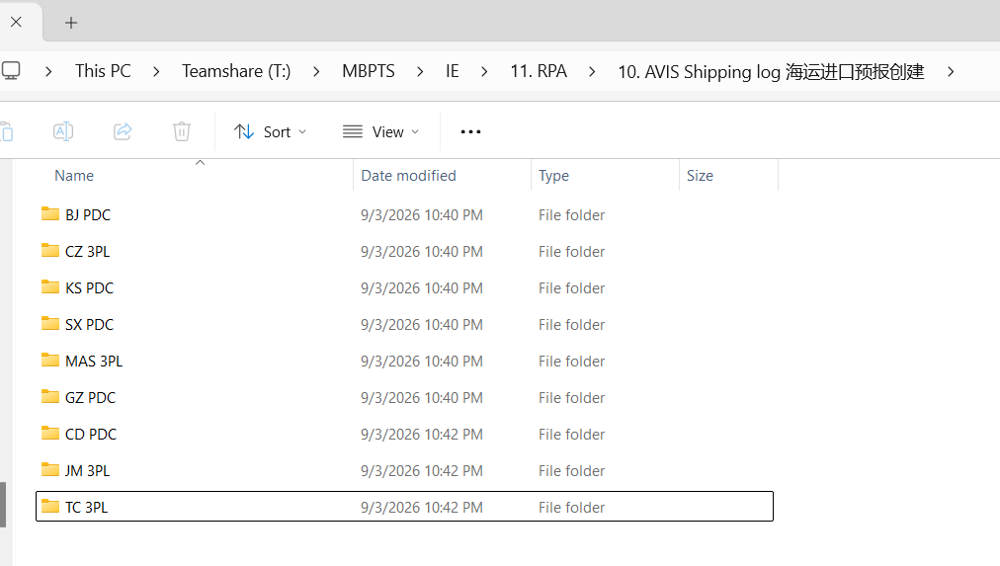 This PC > Teamshare (T:) > MBPTS > IE > 11. RPA > 10. AVIS Shipping log 海运进口预报创建 >
Sort View
Name Date modified Type Size
BJ PDC 9/3/2026 10:40 PM File folder
CZ 3PL 9/3/2026 10:40 PM File folder
KS PDC 9/3/2026 10:40 PM File folder
SX PDC 9/3/2026 10:40 PM File folder
MAS 3PL 9/3/2026 10:40 PM File folder
GZ PDC 9/3/2026 10:40 PM File folder
CD PDC 9/3/2026 10:42 PM File folder
JM 3PL 9/3/2026 10:42 PM File folder
TC 3PL 9/3/2026 10:42 PM File folder